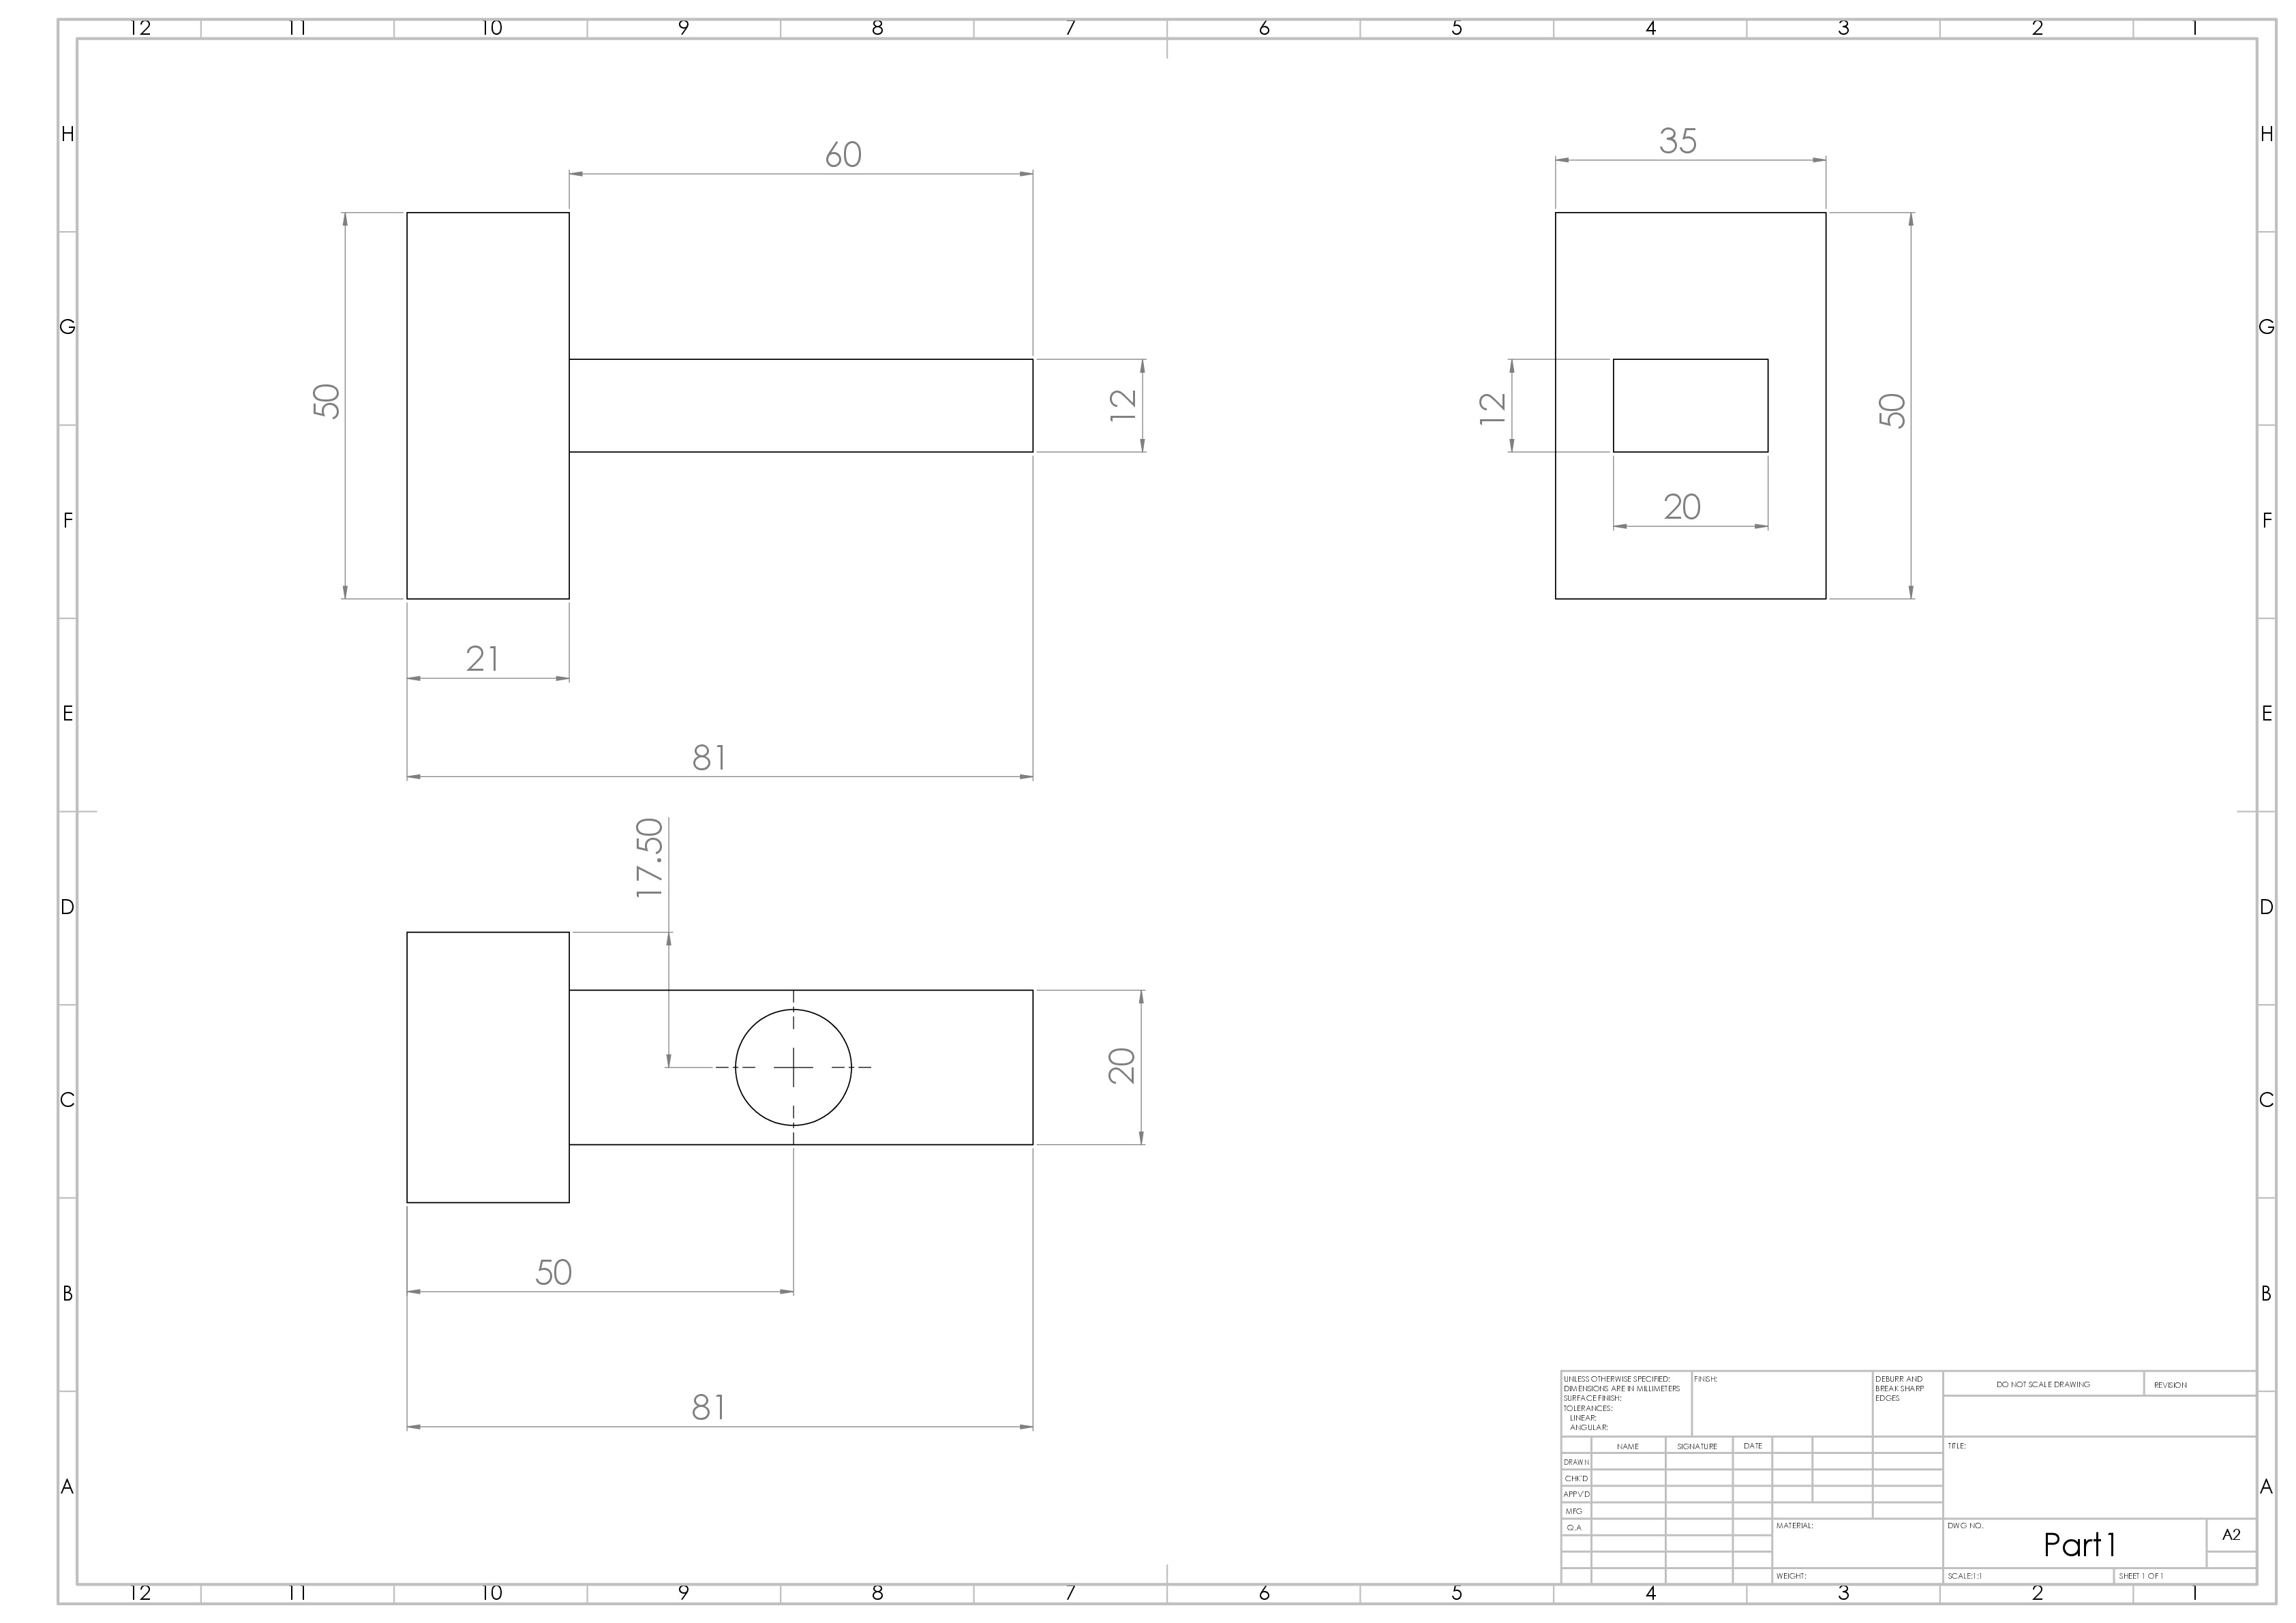 12 11 10 9 8 7 6 5 4 3 2 1
H H
60
35
G G
50
12
12
50
F F
20
21
E E
81
17.50
D D
20
C C
50
B B
81
UNLESS OTHERWISE SPECIFIED:
DIMENSIONS ARE IN MILLIMETERS
SURFACE FINISH:
TOLERANCES:
LINEAR:
ANGULAR:
FINISH:
DEBURR AND
BREAK SHARP
EDGES
DO NOT SCALE DRAWING
REVISION
NAME SIGNATURE DATE
TITLE:
DRAWN
CHK'D
APPV'D
MFG
Q.A
MATERIAL:
DWG NO.
Part1
A2
WEIGHT:
SCALE:1:1
SHEET 1 OF 1
A A
12 11 10 9 8 7 6 5 4 3 2 1